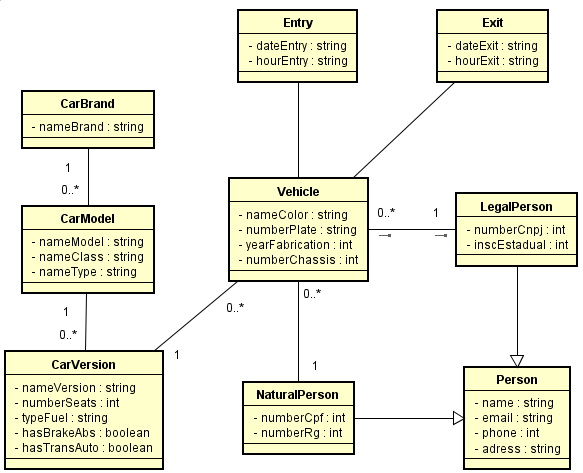 Entry
- dateEntry : string
- hourEntry : string
Exit
- dateExit : string
- hourExit : string
CarBrand
- nameBrand : string
1
0..*
CarModel
- nameModel : string
- nameClass : string
- nameType : string
1
0..*
CarVersion
- nameVersion : string
- numberSeats : int
- typeFuel : string
- hasBrakeAbs : boolean
- hasTransAuto : boolean
Vehicle
- nameColor : string
- numberPlate : string
- yearFabrication : int
- numberChassis : int
0..*
1
0..*
1
0..*
1
LegalPerson
- numberCnpj : int
- inscEstadual : int
NaturalPerson
- numberCpf : int
- numberRg : int
Person
- name : string
- email : string
- phone : int
- adress : string